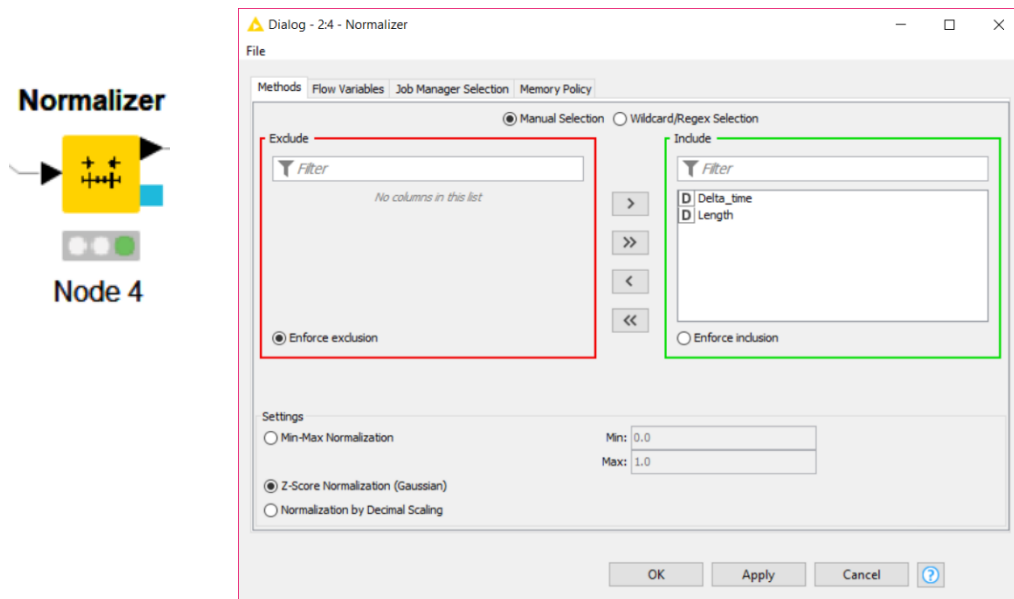 Normalizer
Node 4
Dialog - 2:4 - Normalizer
File
Methods Flow Variables Job Manager Selection Memory Policy
Manual Selection Wildcard/Regex Selection
Exclude
Filter
No columns in this list
Enforce exclusion
>
>>
<
<<
Include
Filter
D Delta_time
D Length
Enforce inclusion
Settings
Min-Max Normalization
Min: 0.0
Max: 1.0
Z-Score Normalization (Gaussian)
Normalization by Decimal Scaling
OK Apply Cancel ?